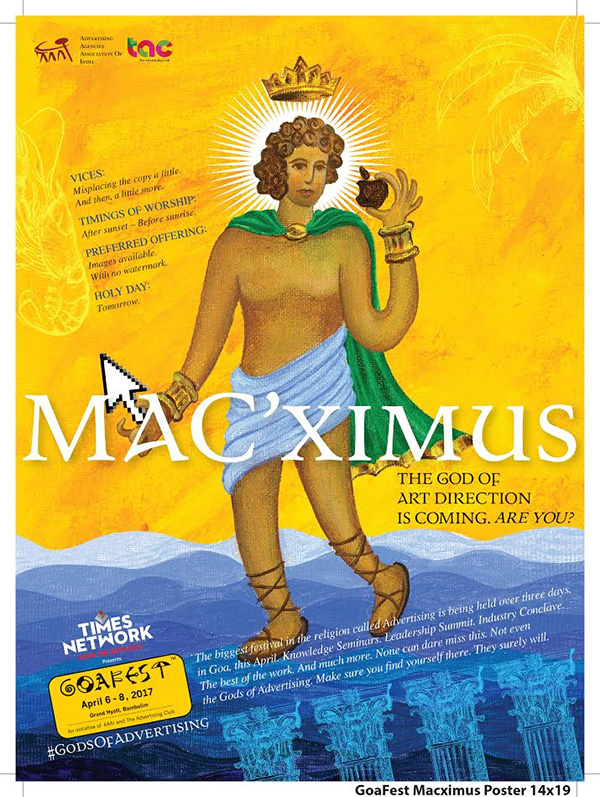 ADVERTISING
AGENCIES
ASSOCIATION OF
INDIA
tac
The Advertising Club
VICES:
Misplacing the copy a little.
And then, a little more.
TIMINGS OF WORSHIP:
After sunset – Before sunrise.
PREFERRED OFFERING:
Images available.
With no watermark.
HOLY DAY:
Tomorrow.
MAC'XIMUS
THE GOD OF
ART DIRECTION
IS COMING. ARE YOU?
TIMES
NETWORK
Presents
GOAFEST
April 6 - 8, 2017
Grand Hyatt, Bambolim
An initiative of AAAI and The Advertising Club
#GODSOFADVERTISING
The biggest festival in the religion called Advertising is being held over three days,
in Goa, this April. Knowledge Seminars. Leadership Summit. Industry Conclave.
The best of the work. And much more. None can dare miss this. Not even
the Gods of Advertising. Make sure you find yourself there. They surely will.
GoaFest Macximus Poster 14x19